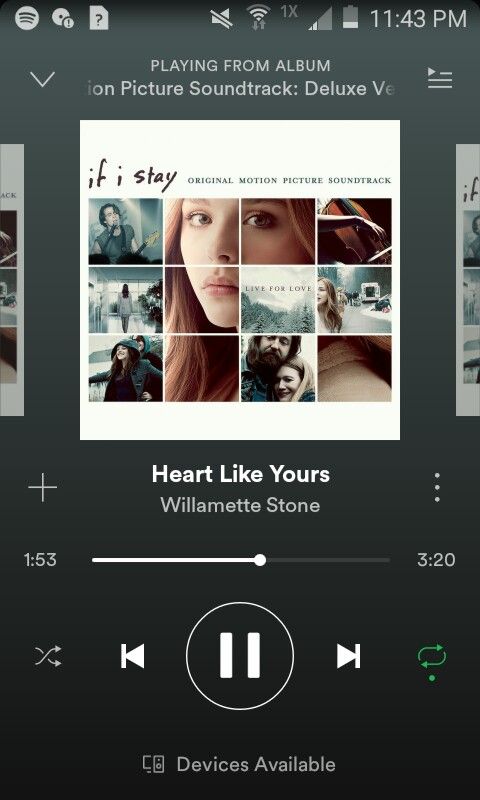 1X 11:43 PM
PLAYING FROM ALBUM
ion Picture Soundtrack: Deluxe Ve
if i stay ORIGINAL MOTION PICTURE SOUNDTRACK
LIVE FOR LOVE
Heart Like Yours
Willamette Stone
1:53 3:20
Devices Available